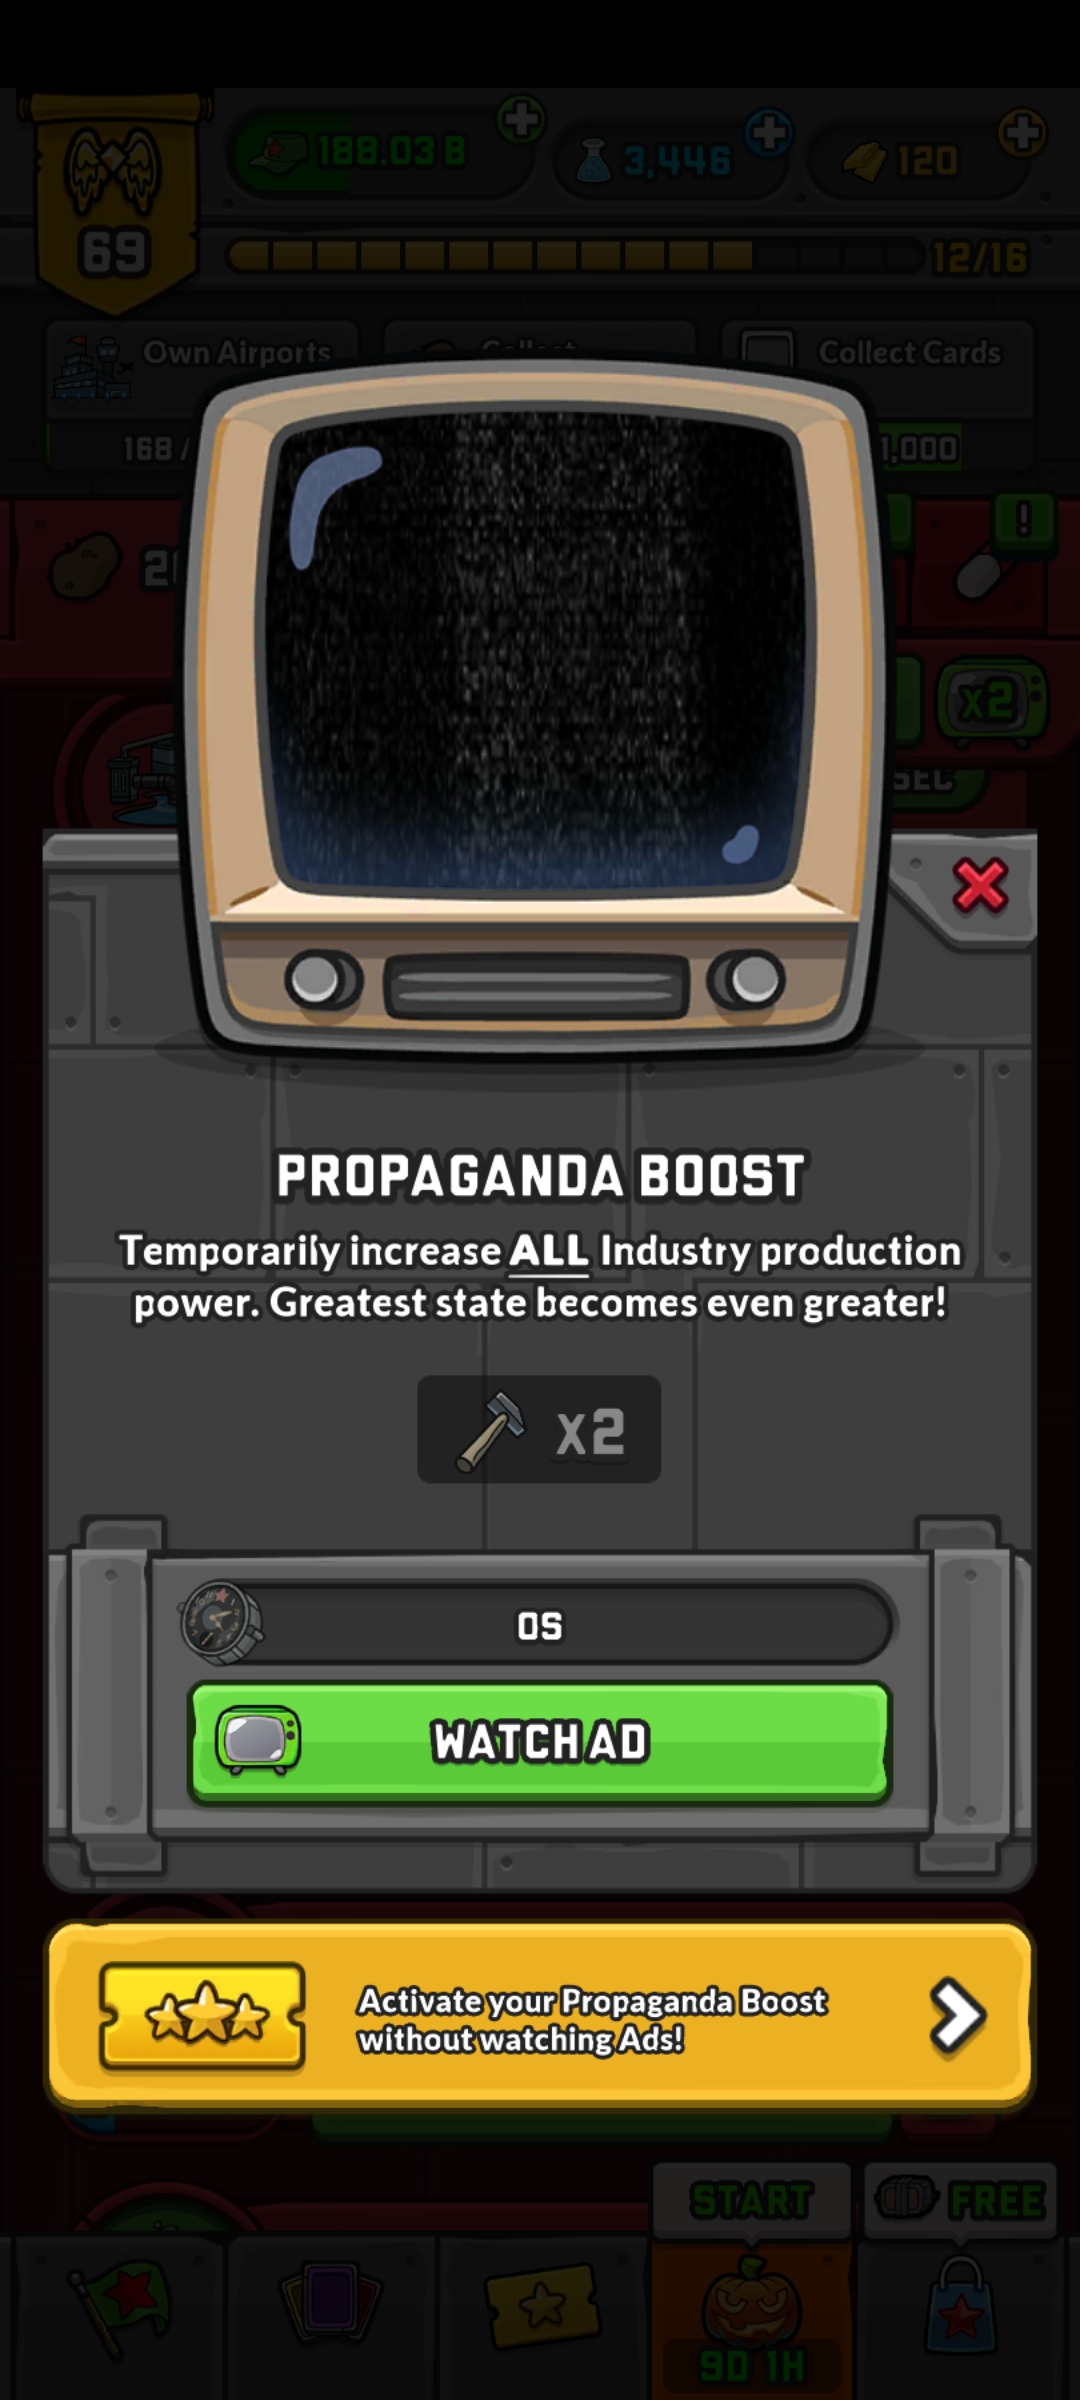 188.03 B
3,446
120
69
12/16
Own Airports
Collect
Collect Cards
168 /
1,000
!
x2
SEC
PROPAGANDA BOOST
Temporarily increase ALL Industry production
power. Greatest state becomes even greater!
x2
0S
WATCH AD
Activate your Propaganda Boost
without watching Ads!
START
FREE
9D 1H